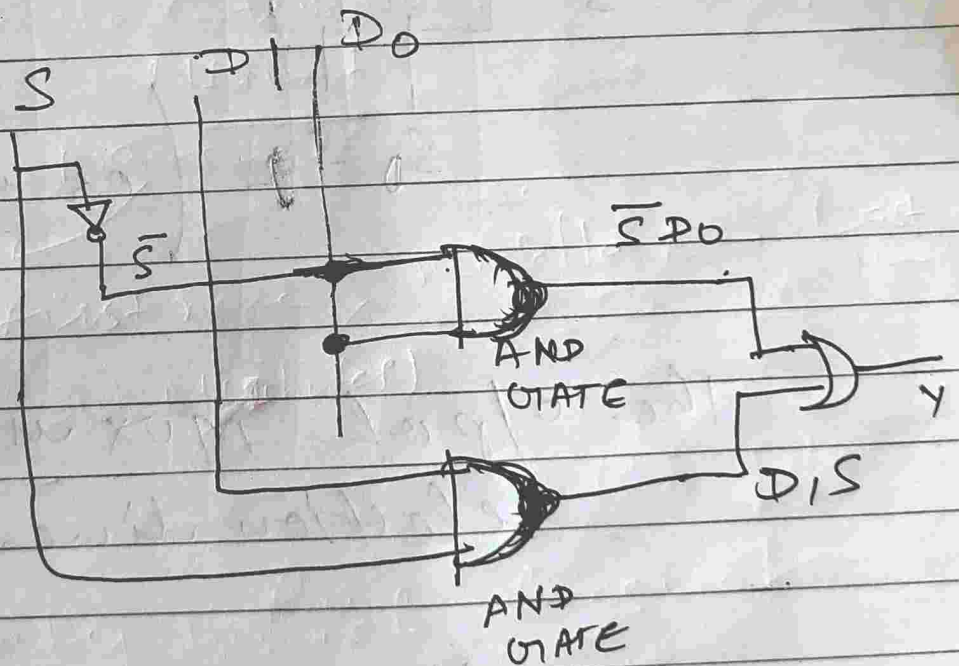 S D1 D0
S̅
S̅ D0
AND
GATE
Y
D1S
AND
GATE